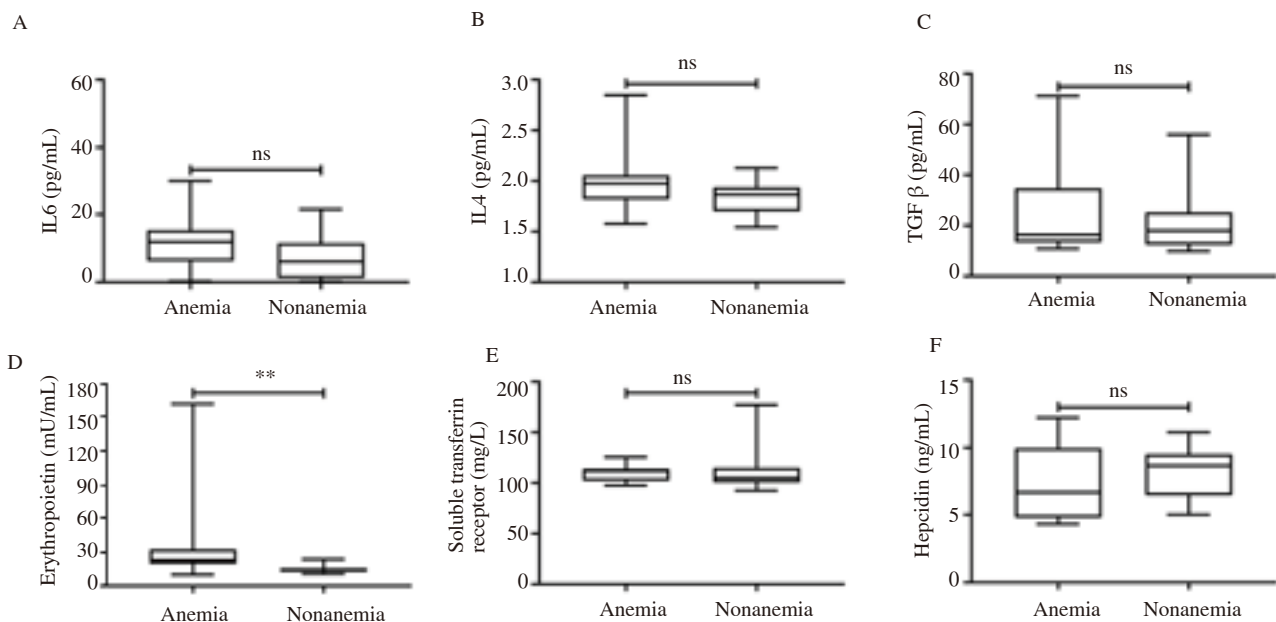 A
IL6 (pg/mL)
60
40
20
0
ns
Anemia Nonanemia
B
IL4 (pg/mL)
3.0
2.5
2.0
1.5
1.0
ns
Anemia Nonanemia
C
TGF β (pg/mL)
80
60
40
20
0
ns
Anemia Nonanemia
D
Erythropoietin (mU/mL)
180
150
120
90
60
30
0
**
Anemia Nonanemia
E
Soluble transferrin
receptor (mg/L)
200
150
100
50
0
ns
Anemia Nonanemia
F
Hepcidin (ng/mL)
15
10
5
0
ns
Anemia Nonanemia